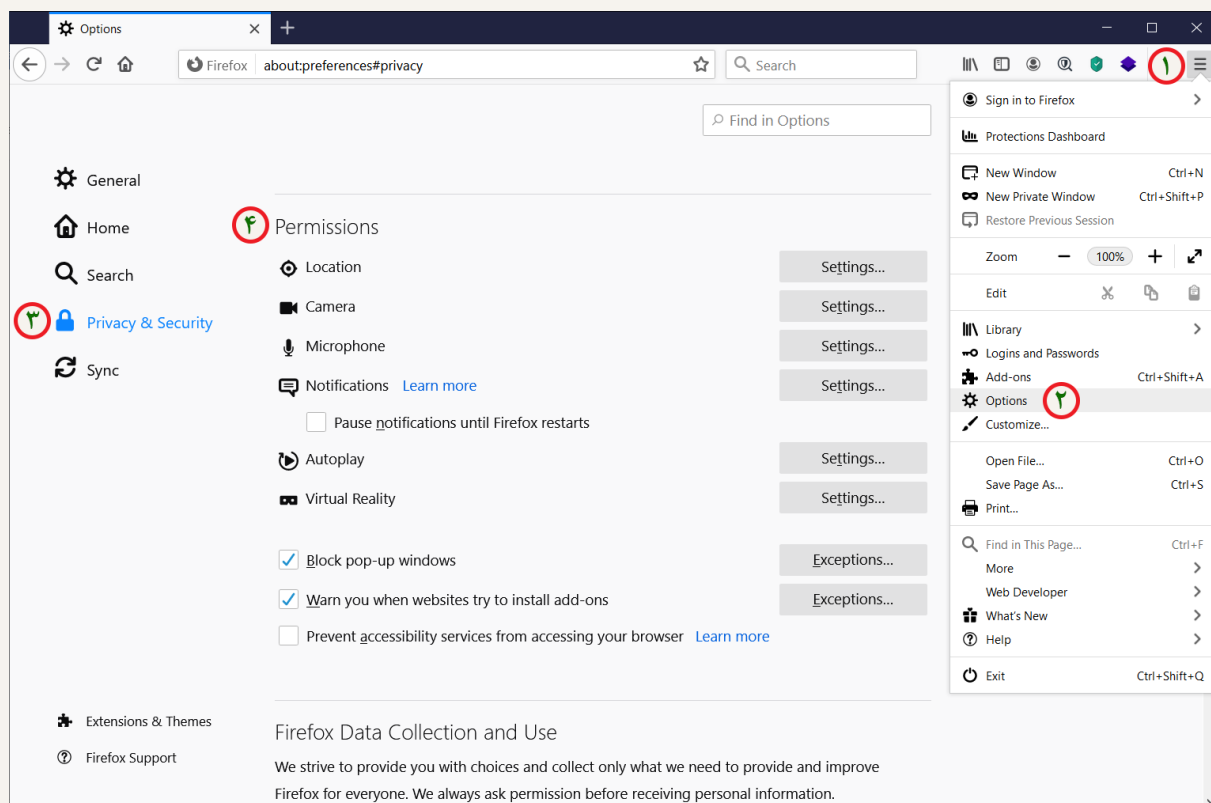 Options
Firefox about:preferences#privacy
Search
۱
Find in Options
General
Home
Search
۳ Privacy & Security
Sync
Extensions & Themes
Firefox Support
۴ Permissions
Location Settings...
Camera Settings...
Microphone Settings...
Notifications Learn more Settings...
Pause notifications until Firefox restarts
Autoplay Settings...
Virtual Reality Settings...
Block pop-up windows Exceptions...
Warn you when websites try to install add-ons Exceptions...
Prevent accessibility services from accessing your browser Learn more
Firefox Data Collection and Use
We strive to provide you with choices and collect only what we need to provide and improve
Firefox for everyone. We always ask permission before receiving personal information.
Sign in to Firefox
Protections Dashboard
New Window Ctrl+N
New Private Window Ctrl+Shift+P
Restore Previous Session
Zoom 100%
Edit
Library
Logins and Passwords
Add-ons Ctrl+Shift+A
Options ۲
Customize...
Open File... Ctrl+O
Save Page As... Ctrl+S
Print...
Find in This Page... Ctrl+F
More
Web Developer
What's New
Help
Exit Ctrl+Shift+Q